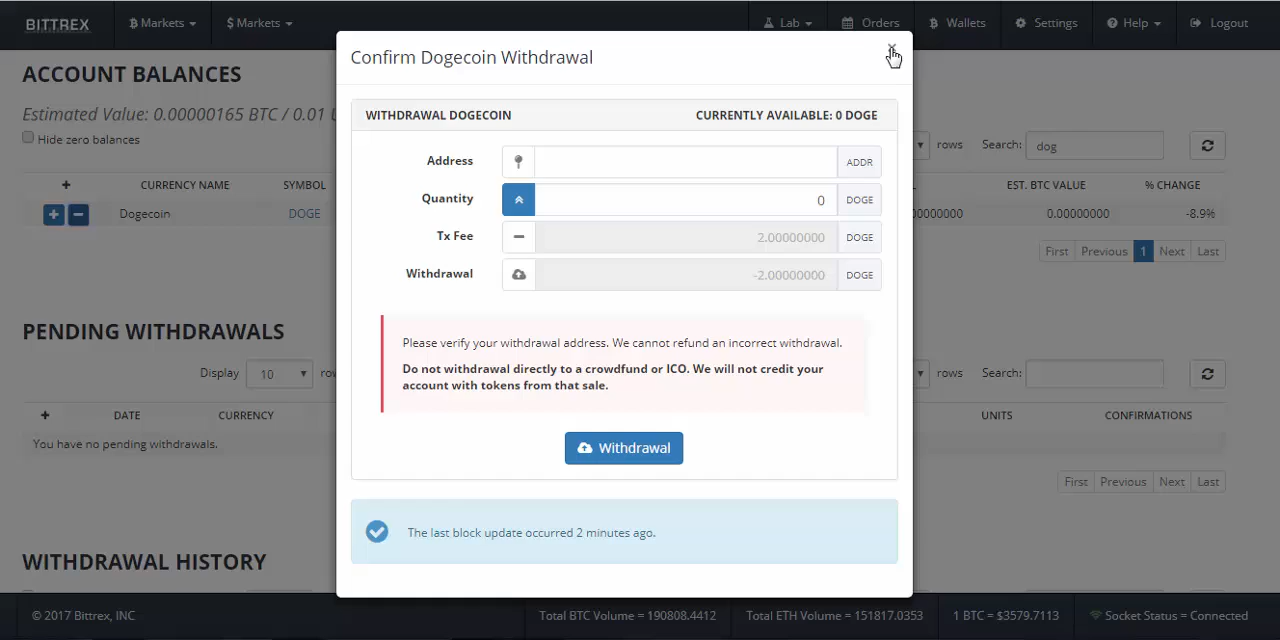 BITTREX
฿ Markets
$ Markets
Lab
Orders
฿ Wallets
Settings
Help
Logout
Confirm Dogecoin Withdrawal
ACCOUNT BALANCES
Estimated Value: 0.00000165 BTC / 0.01
Hide zero balances
rows
Search: dog
+ CURRENCY NAME SYMBOL
EST. BTC VALUE % CHANGE
Dogecoin DOGE
00000000 0.00000000 -8.9%
First Previous 1 Next Last
WITHDRAWAL DOGECOIN CURRENTLY AVAILABLE: 0 DOGE
Address ADDR
Quantity 0 DOGE
Tx Fee 2.00000000 DOGE
Withdrawal -2.00000000 DOGE
Please verify your withdrawal address. We cannot refund an incorrect withdrawal.
Do not withdrawal directly to a crowdfund or ICO. We will not credit your
account with tokens from that sale.
Withdrawal
The last block update occurred 2 minutes ago.
PENDING WITHDRAWALS
Display 10
rows
Search:
+ DATE CURRENCY
UNITS CONFIRMATIONS
You have no pending withdrawals.
First Previous Next Last
WITHDRAWAL HISTORY
© 2017 Bittrex, INC
Total BTC Volume = 190808.4412
Total ETH Volume = 151817.0353
1 BTC = $3579.7113
Socket Status = Connected